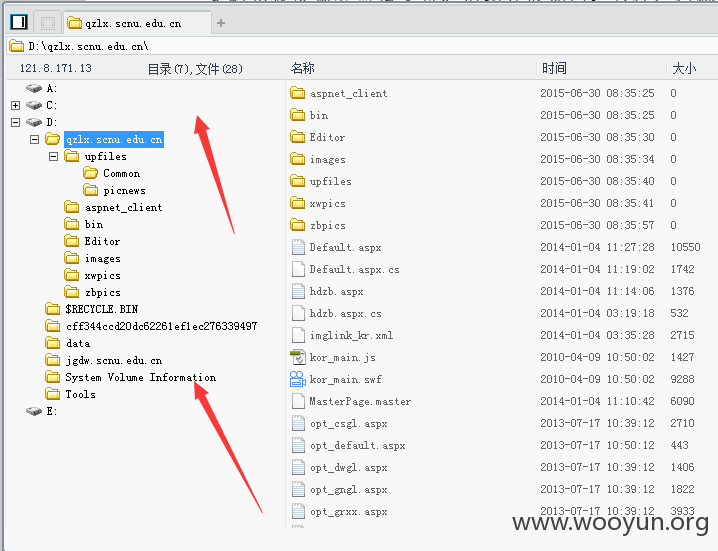 qzlx.scnu.edu.cn
D:\qzlx.scnu.edu.cn\
121.8.171.13 目录(7),文件(28) 名称 时间 大小
A:
C:
D:
qzlx.scnu.edu.cn
upfiles
Common
picnews
aspnet_client
bin
Editor
images
xwpics
zbpics
$RECYCLE.BIN
cff344ccd20dc62261ef1ec276339497
data
jgdw.scnu.edu.cn
System Volume Information
Tools
E:
aspnet_client 2015-06-30 08:35:25 0
bin 2015-06-30 08:35:25 0
Editor 2015-06-30 08:35:30 0
images 2015-06-30 08:35:34 0
upfiles 2015-06-30 08:35:40 0
xwpics 2015-06-30 08:35:41 0
zbpics 2015-06-30 08:35:57 0
Default.aspx 2014-01-04 11:27:28 10550
Default.aspx.cs 2014-01-04 11:19:02 1742
hdzb.aspx 2014-01-04 11:14:06 1376
hdzb.aspx.cs 2014-01-04 03:19:18 532
imglink_kr.xml 2014-01-04 03:35:28 2715
kor_main.js 2010-04-09 10:50:02 1427
kor_main.swf 2010-04-09 10:50:02 9288
MasterPage.master 2014-01-04 11:10:42 6090
opt_csgl.aspx 2013-07-17 10:39:12 2710
opt_default.aspx 2013-07-17 10:50:12 443
opt_dwgl.aspx 2013-07-17 10:39:12 1406
opt_gngl.aspx 2013-07-17 10:39:12 1822
opt_grxx.aspx 2013-07-17 10:39:12 3933
www.wooyun.org